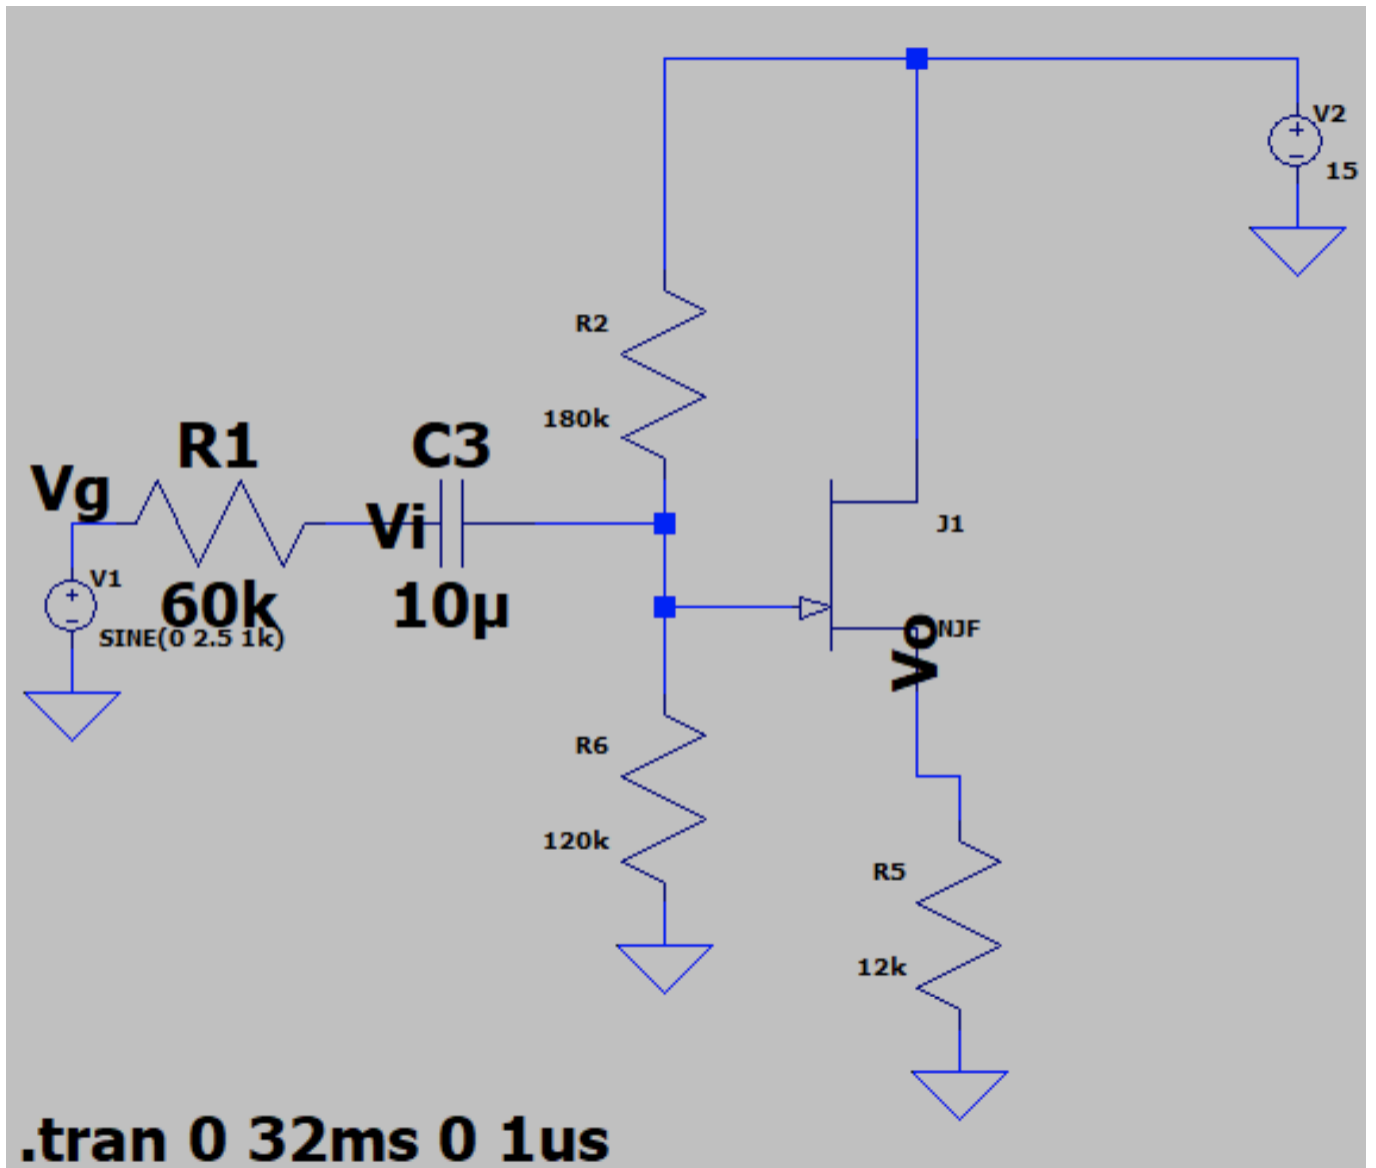 V2
+
−
15
R2
180k
R1
C3
Vg
Vi
60k
10µ
V1
+
−
SINE(0 2.5 1k)
J1
NJF
Vo
R6
120k
R5
12k
.tran 0 32ms 0 1us